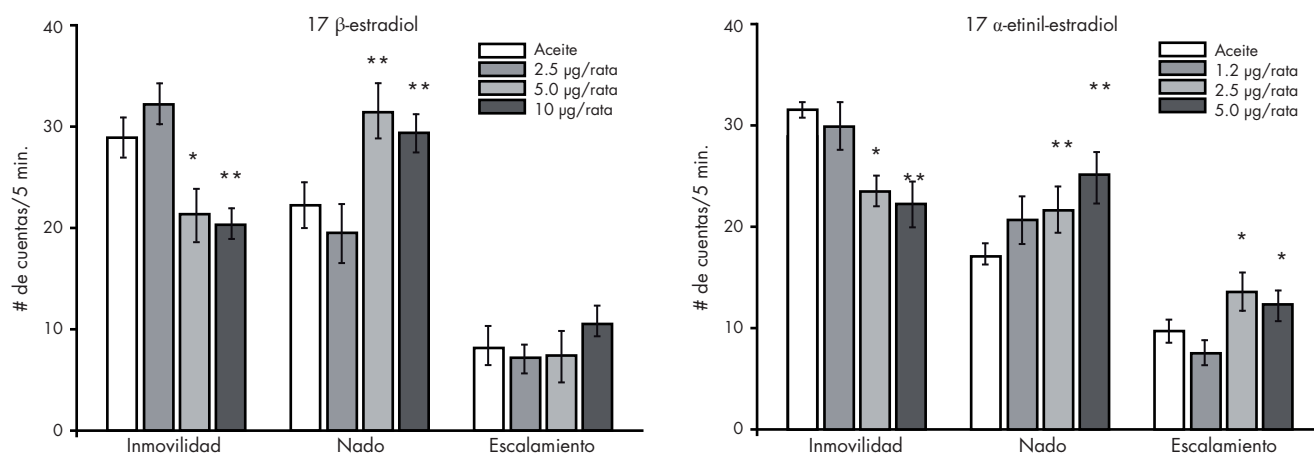 17 β-estradiol
Aceite
2.5 µg/rata
5.0 µg/rata
10 µg/rata
# de cuentas/5 min.
40
30
20
10
0
*
**
**
**
Inmovilidad
Nado
Escalamiento
17 α-etinil-estradiol
Aceite
1.2 µg/rata
2.5 µg/rata
5.0 µg/rata
# de cuentas/5 min.
40
30
20
10
0
*
**
**
**
*
*
Inmovilidad
Nado
Escalamiento